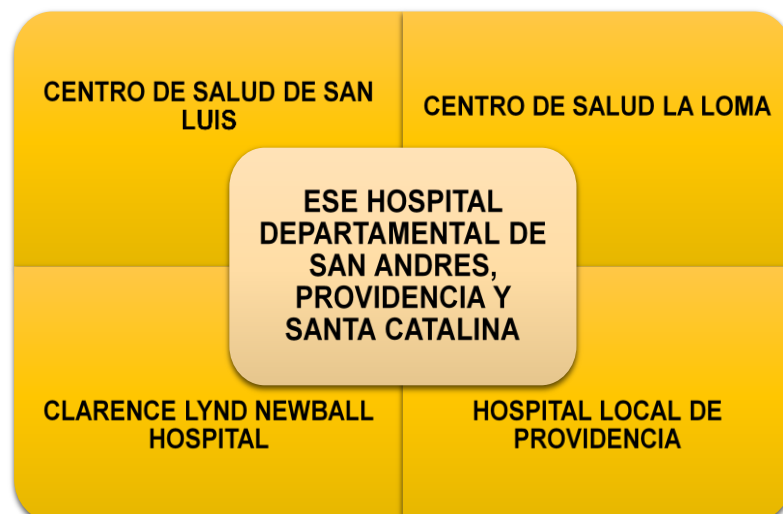 CENTRO DE SALUD DE SAN
LUIS
CENTRO DE SALUD LA LOMA
ESE HOSPITAL
DEPARTAMENTAL DE
SAN ANDRES,
PROVIDENCIA Y
SANTA CATALINA
CLARENCE LYND NEWBALL
HOSPITAL
HOSPITAL LOCAL DE
PROVIDENCIA